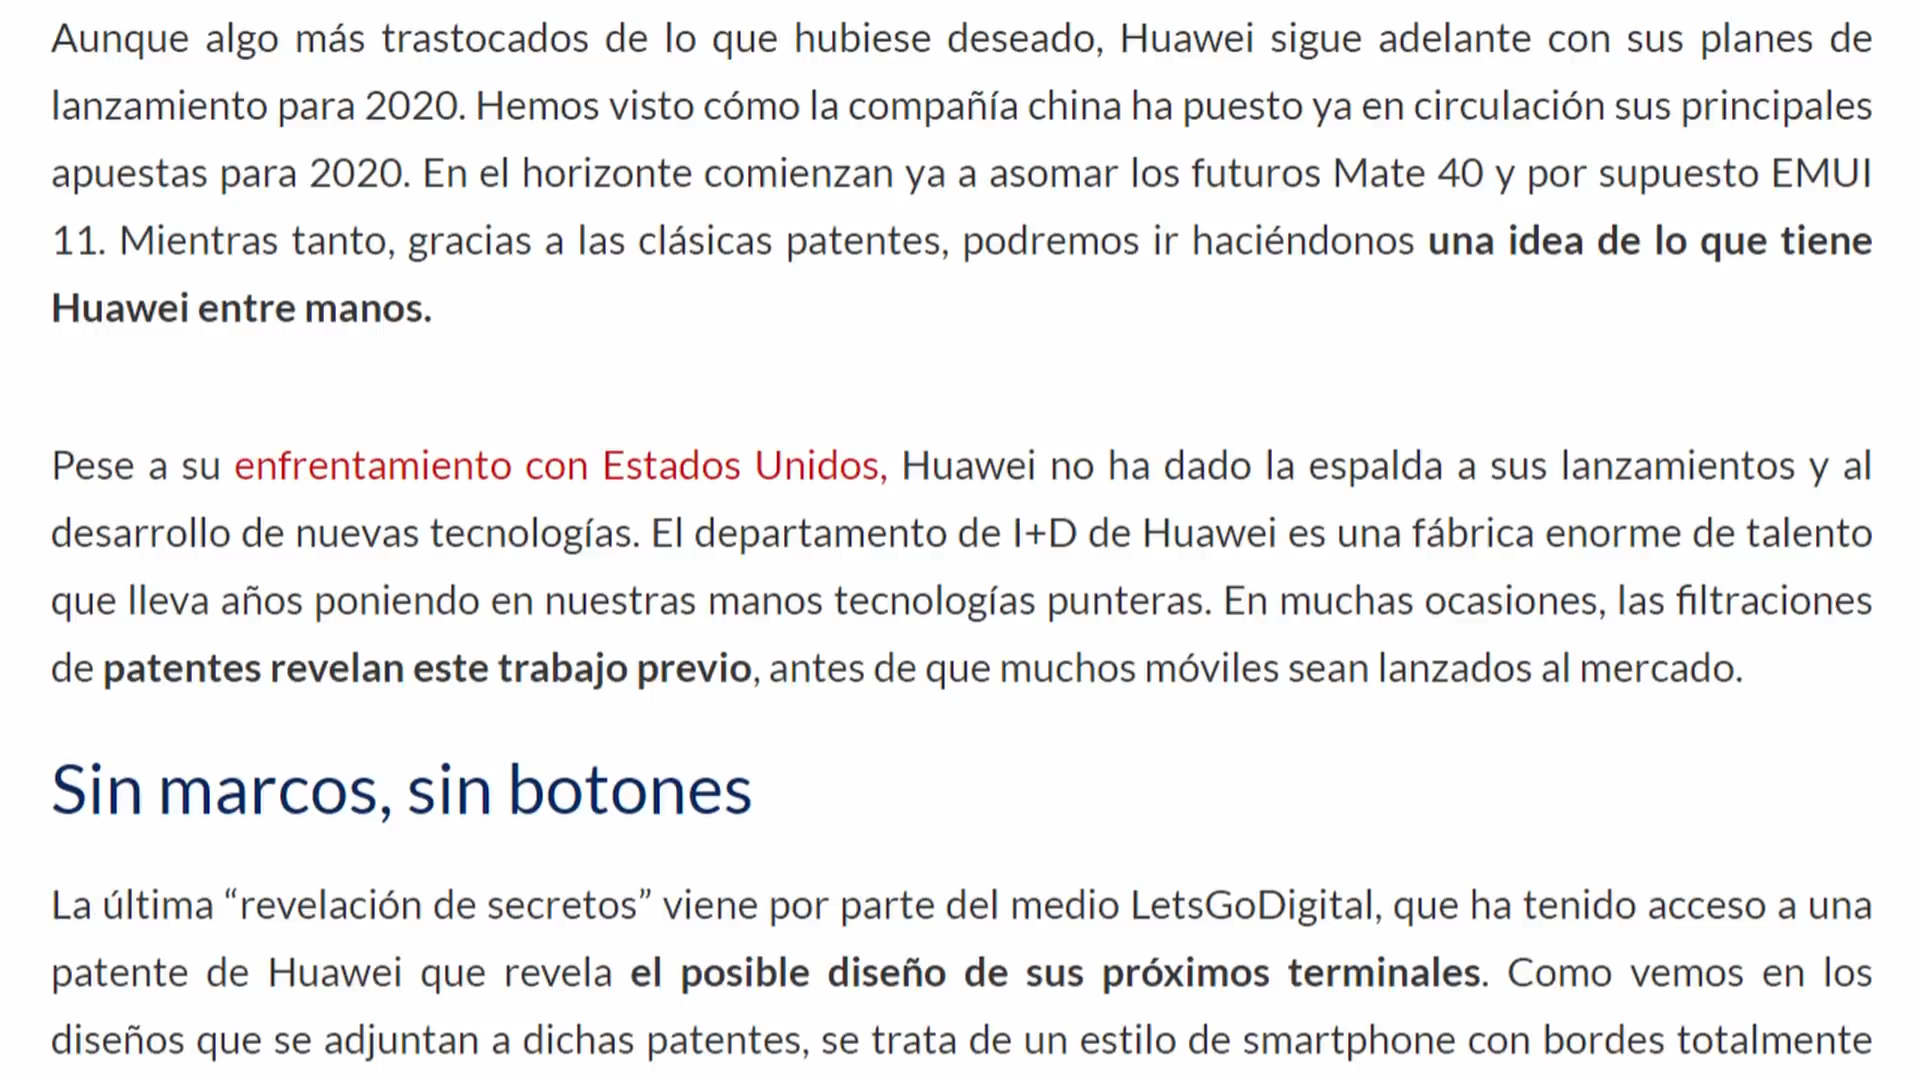 Aunque algo más trastocados de lo que hubiese deseado, Huawei sigue adelante con sus planes de
lanzamiento para 2020. Hemos visto cómo la compañía china ha puesto ya en circulación sus principales
apuestas para 2020. En el horizonte comienzan ya a asomar los futuros Mate 40 y por supuesto EMUI
11. Mientras tanto, gracias a las clásicas patentes, podremos ir haciéndonos una idea de lo que tiene
Huawei entre manos.
Pese a su enfrentamiento con Estados Unidos, Huawei no ha dado la espalda a sus lanzamientos y al
desarrollo de nuevas tecnologías. El departamento de I+D de Huawei es una fábrica enorme de talento
que lleva años poniendo en nuestras manos tecnologías punteras. En muchas ocasiones, las filtraciones
de patentes revelan este trabajo previo, antes de que muchos móviles sean lanzados al mercado.
Sin marcos, sin botones
La última “revelación de secretos” viene por parte del medio LetsGoDigital, que ha tenido acceso a una
patente de Huawei que revela el posible diseño de sus próximos terminales. Como vemos en los
diseños que se adjuntan a dichas patentes, se trata de un estilo de smartphone con bordes totalmente